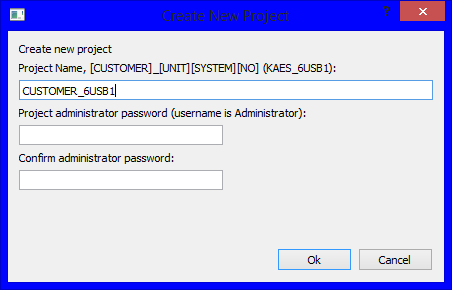 Create New Project
?
Create new project
Project Name, [CUSTOMER]_[UNIT][SYSTEM][NO] (KAES_6USB1):
CUSTOMER_6USB1
Project administrator password (username is Administrator):
Confirm administrator password:
Ok Cancel